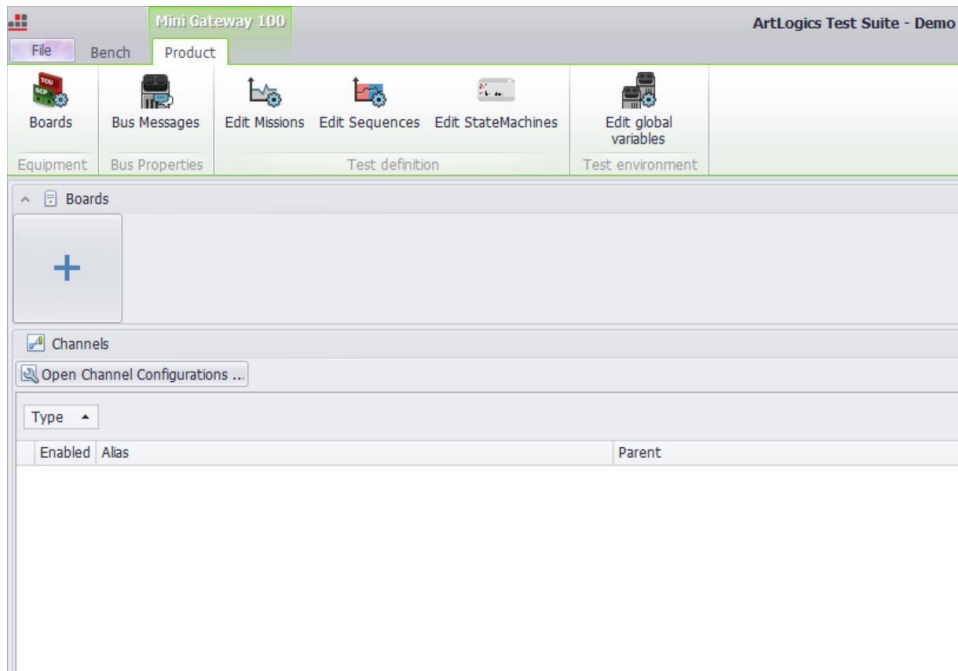 Mini Gateway 100
ArtLogics Test Suite - Demo
File Bench Product
Boards Bus Messages Edit Missions Edit Sequences Edit StateMachines Edit global
variables
Equipment Bus Properties Test definition Test environment
Boards
+
Channels
Open Channel Configurations ...
Type
Enabled Alias Parent